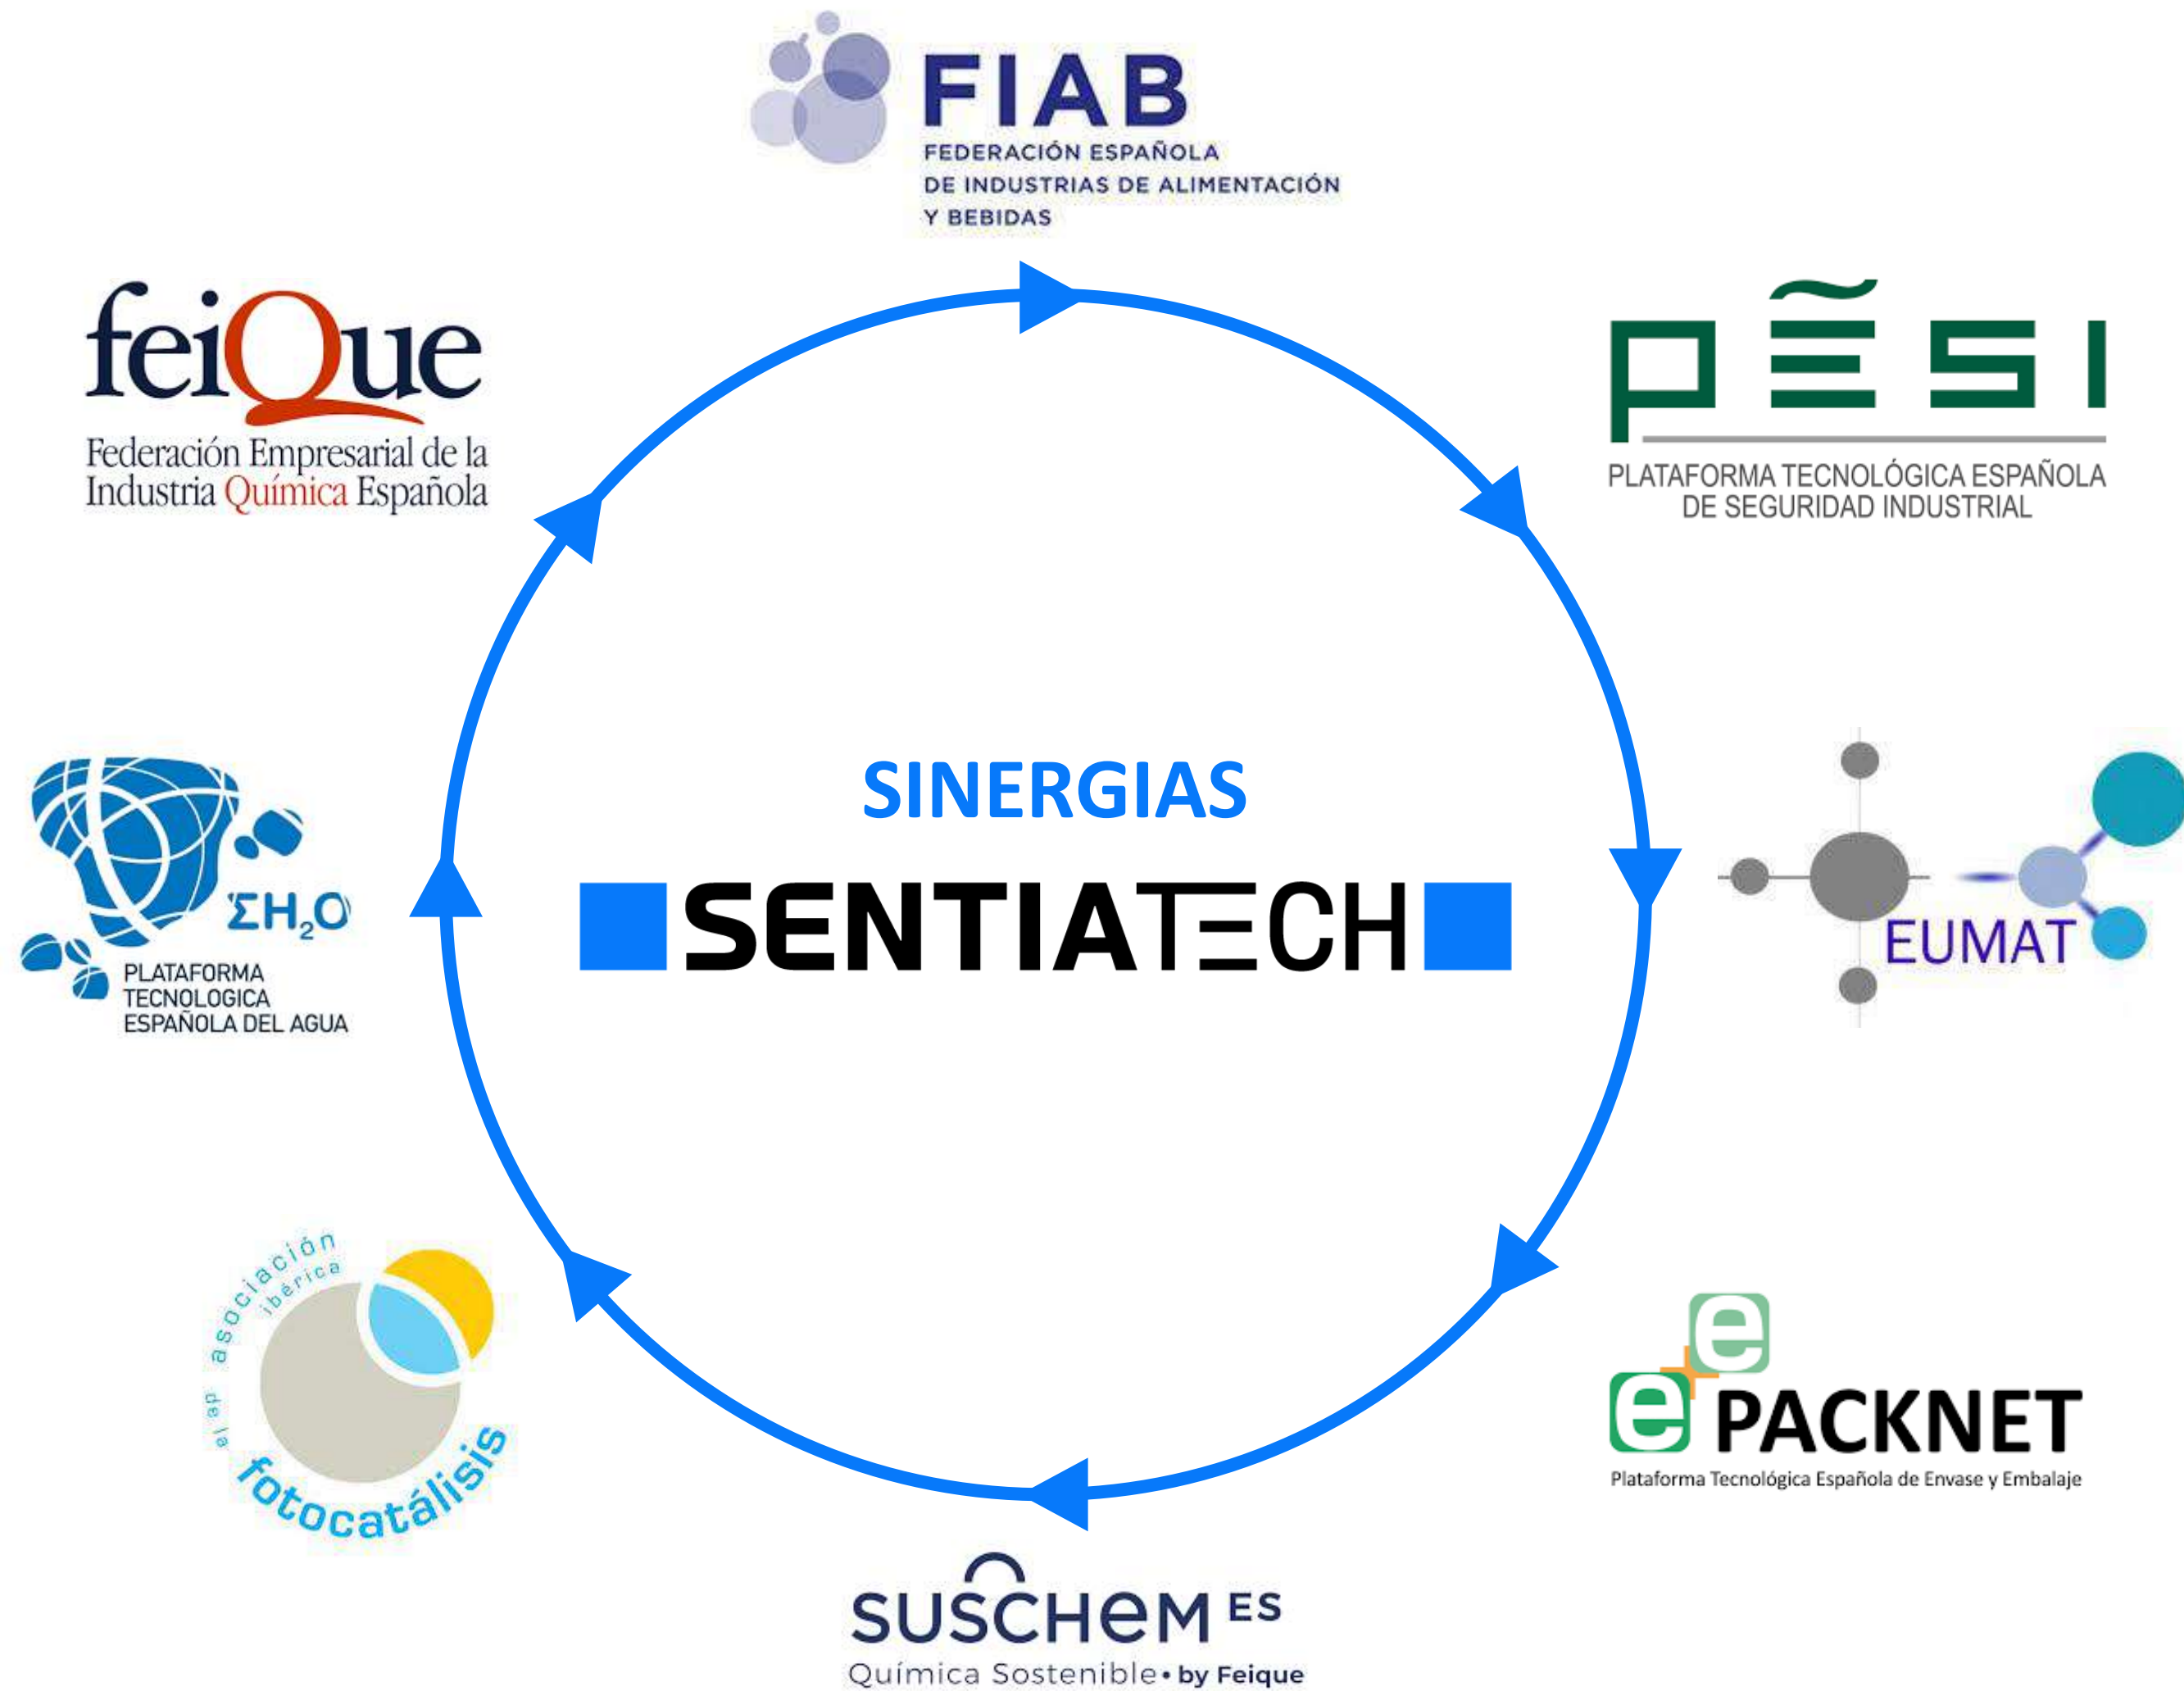 FIAB
FEDERACIÓN ESPAÑOLA
DE INDUSTRIAS DE ALIMENTACIÓN
Y BEBIDAS
feiQue
Federación Empresarial de la
Industria Química Española
PESI
PLATAFORMA TECNOLÓGICA ESPAÑOLA
DE SEGURIDAD INDUSTRIAL
SINERGIAS
SENTIATECH
ΣH₂O
PLATAFORMA
TECNOLOGICA
ESPAÑOLA DEL AGUA
EUMAT
asociación
ibérica
de la
fotocatálisis
e e
PACKNET
Plataforma Tecnológica Española de Envase y Embalaje
SUSCHeM ES
Química Sostenible • by Feique